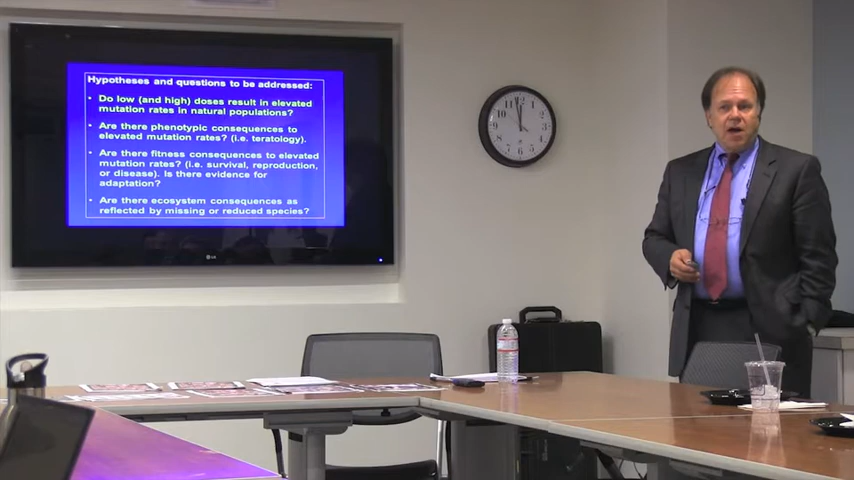 Hypotheses and questions to be addressed:
• Do low (and high) doses result in elevated
mutation rates in natural populations?
• Are there phenotypic consequences to
elevated mutation rates? (i.e. teratology).
• Are there fitness consequences to elevated
mutation rates? (i.e. survival, reproduction,
or disease). Is there evidence for
adaptation?
• Are there ecosystem consequences as
reflected by missing or reduced species?
LG